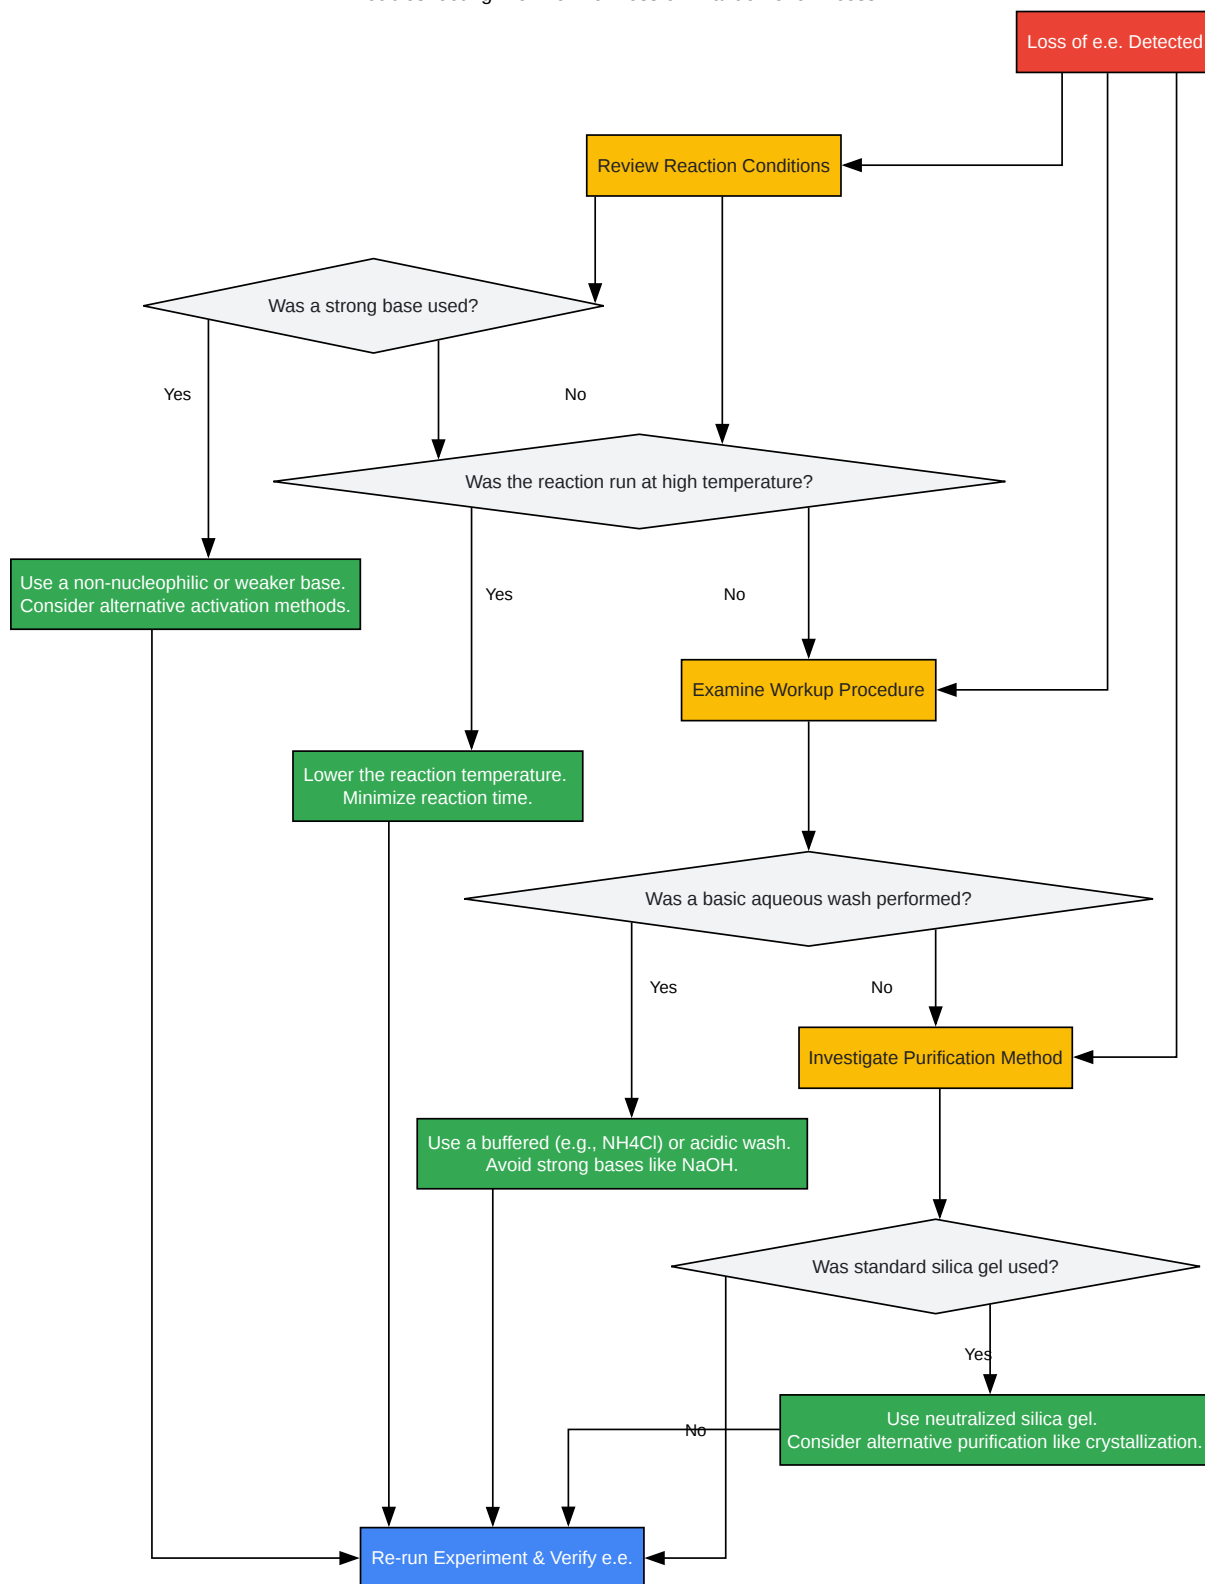 Loss of e.e. Detected
Review Reaction Conditions
Was a strong base used?
Yes
No
Was the reaction run at high temperature?
Use a non-nucleophilic or weaker base.
Consider alternative activation methods.
Yes
No
Examine Workup Procedure
Lower the reaction temperature.
Minimize reaction time.
Was a basic aqueous wash performed?
Yes
No
Investigate Purification Method
Use a buffered (e.g., NH4Cl) or acidic wash.
Avoid strong bases like NaOH.
Was standard silica gel used?
Yes
Use neutralized silica gel.
Consider alternative purification like crystallization.
No
Re-run Experiment & Verify e.e.